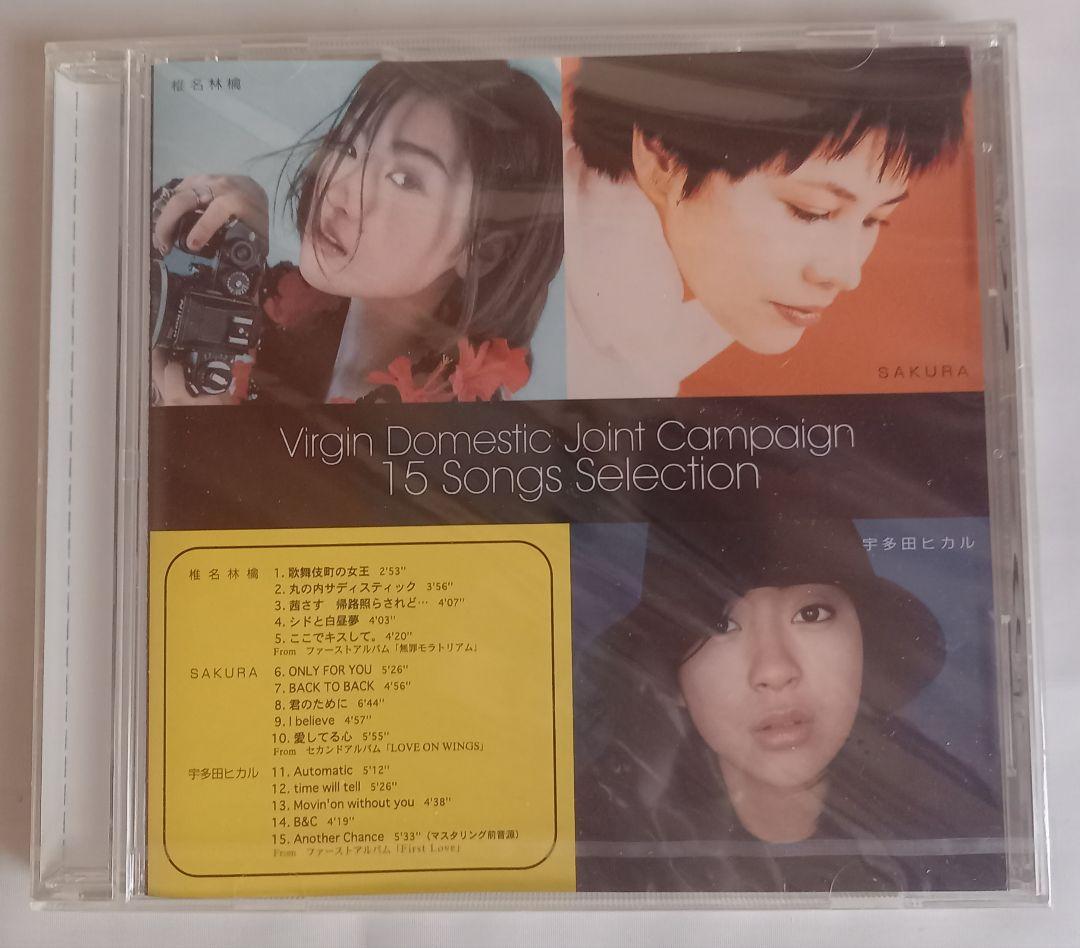 椎名林檎
SAKURA
Virgin Domestic Joint Campaign
15 Songs Selection
宇多田ヒカル
椎名林檎 1. 歌舞伎町の女王 2'53"
2. 丸の内サディスティック 3'56"
3. 茜さす 帰路照らされど… 4'07"
4. シドと白昼夢 4'03"
5. ここでキスして。 4'20"
From ファーストアルバム「無罪モラトリアム」
SAKURA 6. ONLY FOR YOU 5'26"
7. BACK TO BACK 4'56"
8. 君のために 6'44"
9. I believe 4'57"
10. 愛してる心 5'55"
From セカンドアルバム「LOVE ON WINGS」
宇多田ヒカル 11. Automatic 5'12"
12. time will tell 5'26"
13. Movin'on without you 4'38"
14. B&C 4'19"
15. Another Chance 5'33"（マスタリング前音源）
From ファーストアルバム「First Love」